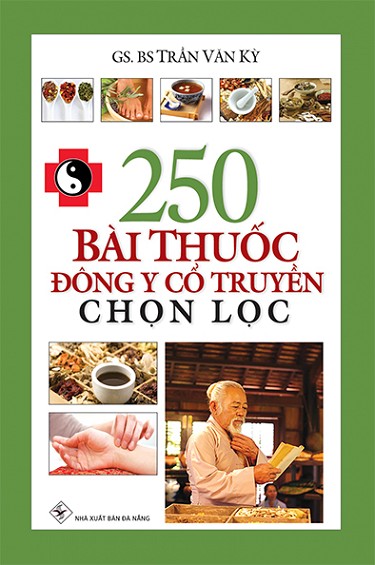 GS. BS TRẦN VĂN KỲ
250
BÀI THUỐC
ĐÔNG Y CỔ TRUYỀN
CHỌN LỌC
NHÀ XUẤT BẢN ĐÀ NẴNG